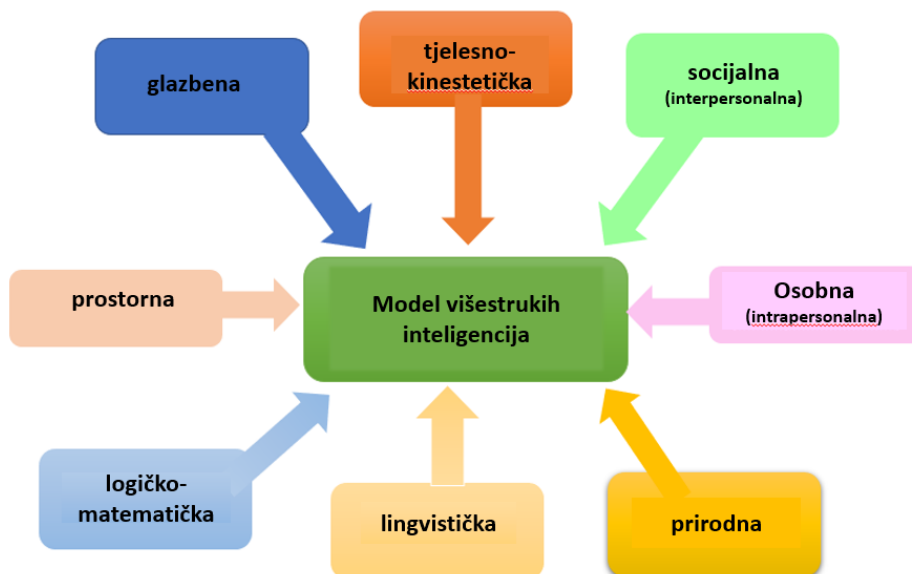 glazbena
tjelesno-
kinestetička
socijalna
(interpersonalna)
prostorna
Model višestrukih
inteligencija
Osobna
(intrapersonalna)
logičko-
matematička
lingvistička
prirodna